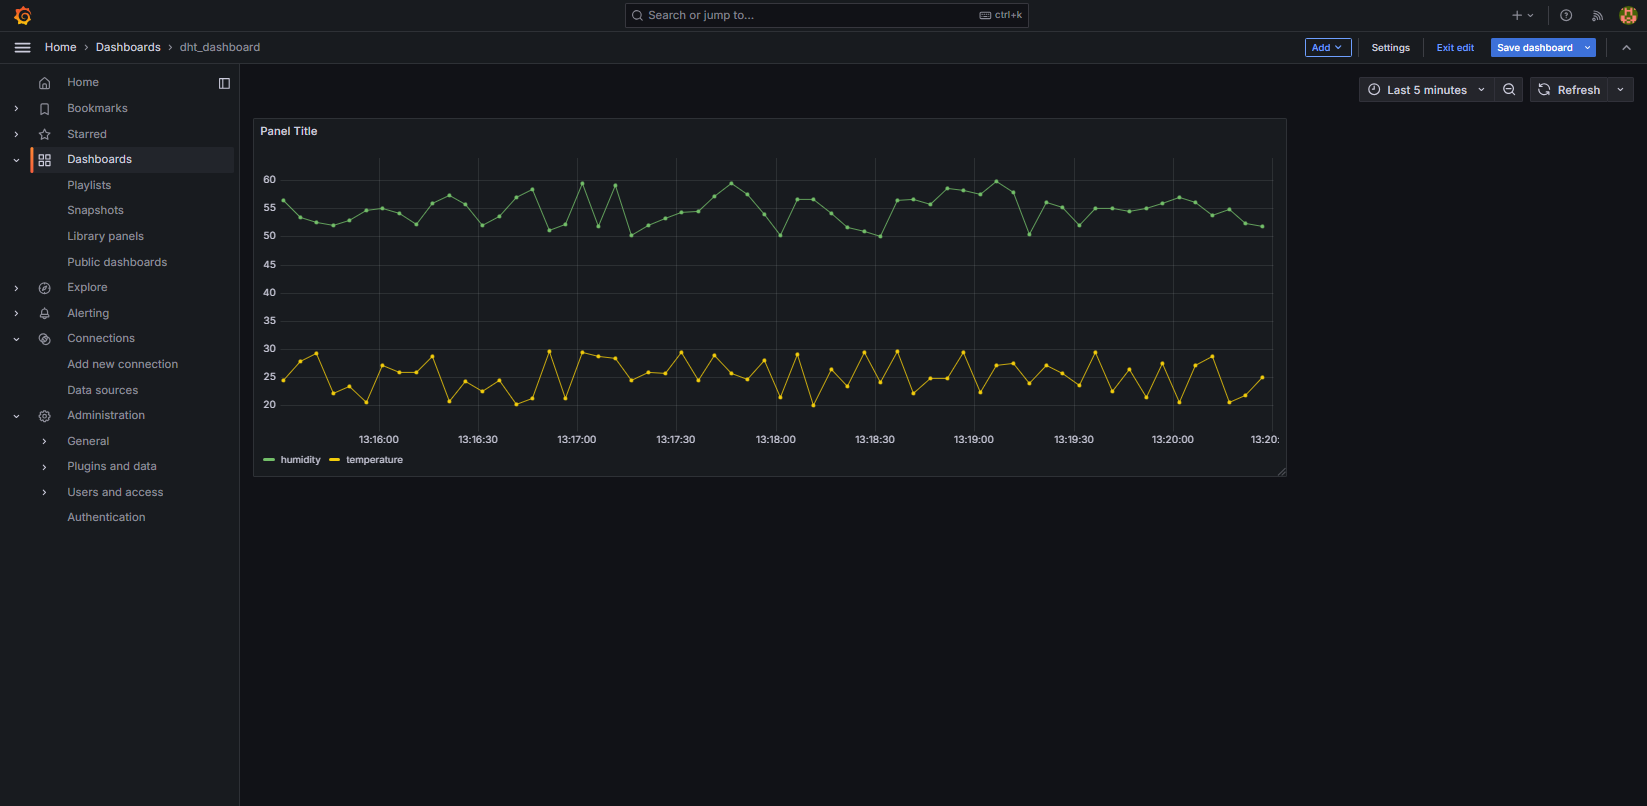 Search or jump to... ctrl+k
Home › Dashboards › dht_dashboard
Add Settings Exit edit Save dashboard
Home
Bookmarks
Starred
Dashboards
Playlists
Snapshots
Library panels
Public dashboards
Explore
Alerting
Connections
Add new connection
Data sources
Administration
General
Plugins and data
Users and access
Authentication
Last 5 minutes Refresh
Panel Title
60
55
50
45
40
35
30
25
20
13:16:00 13:16:30 13:17:00 13:17:30 13:18:00 13:18:30 13:19:00 13:19:30 13:20:00 13:20:
humidity temperature